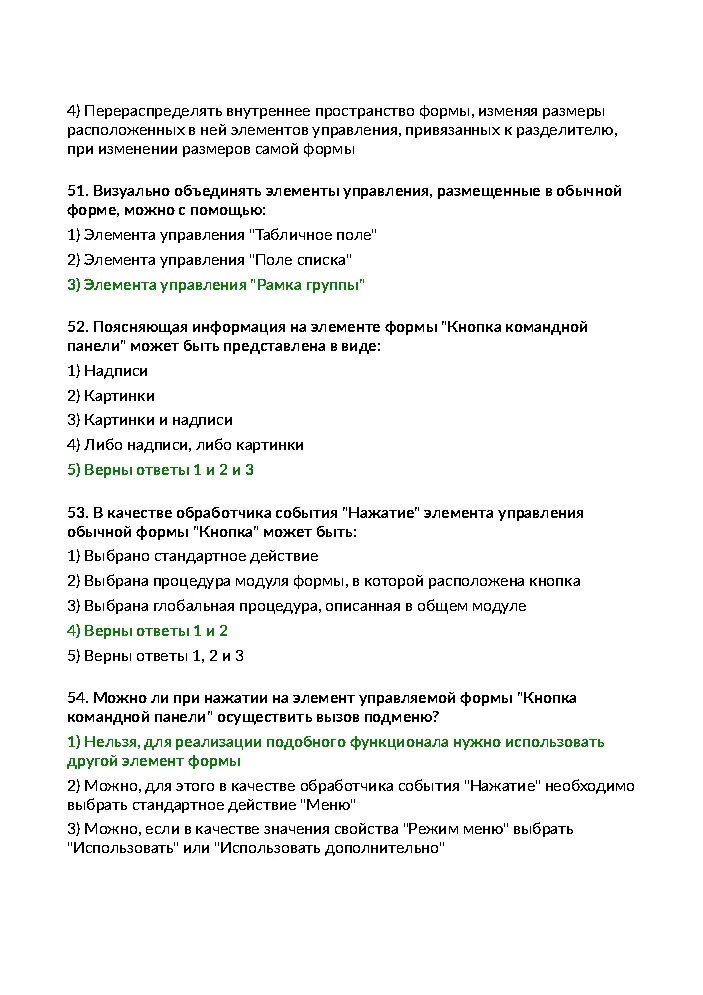 4) Перераспределять внутреннее пространство формы, изменяя размеры
расположенных в ней элементов управления, привязанных к разделителю,
при изменении размеров самой формы
51. Визуально объединять элементы управления, размещенные в обычной
форме, можно с помощью:
1) Элемента управления "Табличное поле"
2) Элемента управления "Поле списка"
3) Элемента управления "Рамка группы"
52. Поясняющая информация на элементе формы "Кнопка командной
панели" может быть представлена в виде:
1) Надписи
2) Картинки
3) Картинки и надписи
4) Либо надписи, либо картинки
5) Верны ответы 1 и 2 и 3
53. В качестве обработчика события "Нажатие" элемента управления
обычной формы "Кнопка" может быть:
1) Выбрано стандартное действие
2) Выбрана процедура модуля формы, в которой расположена кнопка
3) Выбрана глобальная процедура, описанная в общем модуле
4) Верны ответы 1 и 2
5) Верны ответы 1, 2 и 3
54. Можно ли при нажатии на элемент управляемой формы "Кнопка
командной панели" осуществить вызов подменю?
1) Нельзя, для реализации подобного функционала нужно использовать
другой элемент формы
2) Можно, для этого в качестве обработчика события "Нажатие" необходимо
выбрать стандартное действие "Меню"
3) Можно, если в качестве значения свойства "Режим меню" выбрать
"Использовать" или "Использовать дополнительно"